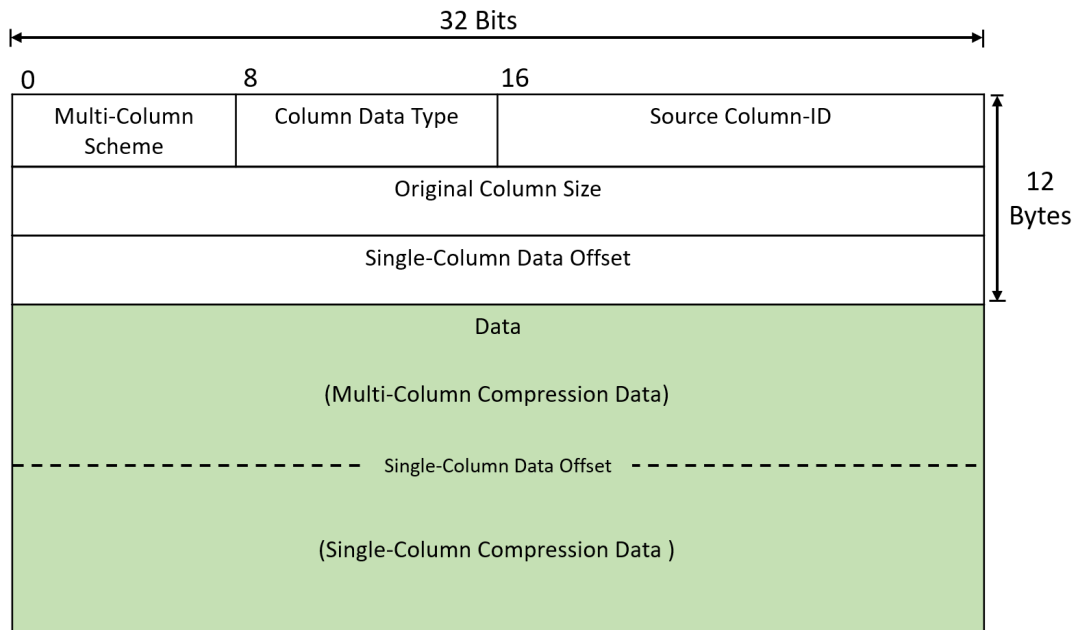 32 Bits
0 8 16
Multi-Column
Scheme
Column Data Type
Source Column-ID
Original Column Size
12
Bytes
Single-Column Data Offset
Data
(Multi-Column Compression Data)
Single-Column Data Offset
(Single-Column Compression Data )